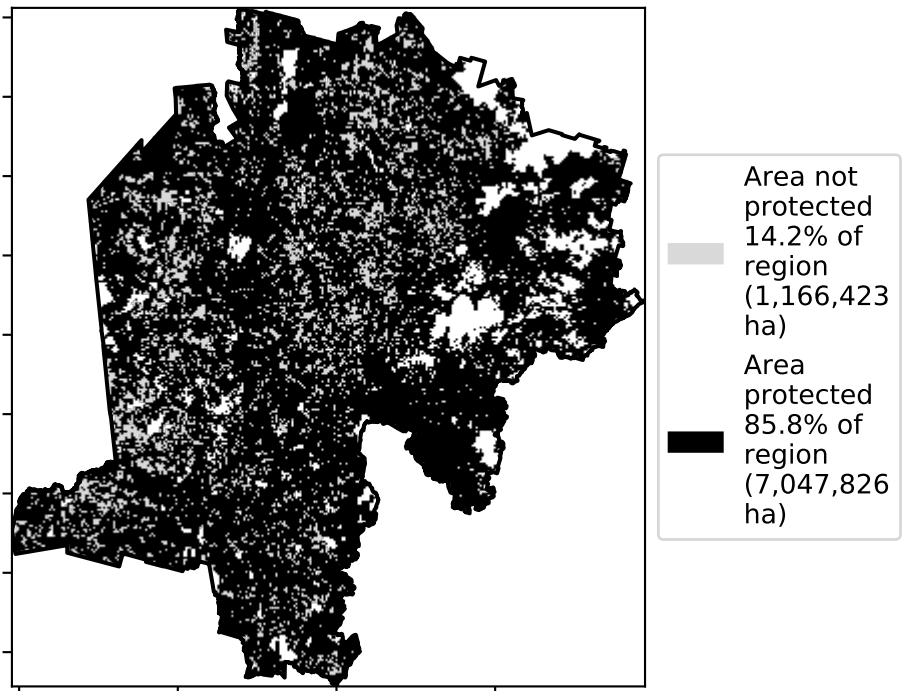 Area not
protected
14.2% of
region
(1,166,423
ha)
Area
protected
85.8% of
region
(7,047,826
ha)